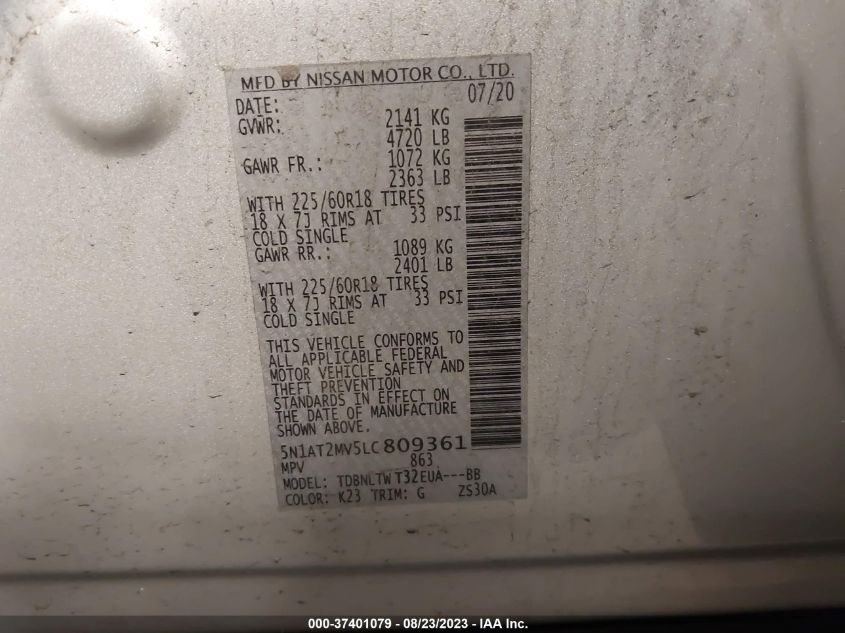 MFD BY NISSAN MOTOR CO., LTD.
DATE: 07/20
GVWR: 2141 KG
4720 LB
GAWR FR.: 1072 KG
2363 LB
WITH 225/60R18 TIRES
18 X 7J RIMS AT 33 PSI
COLD SINGLE
GAWR RR.: 1089 KG
2401 LB
WITH 225/60R18 TIRES
18 X 7J RIMS AT 33 PSI
COLD SINGLE
THIS VEHICLE CONFORMS TO
ALL APPLICABLE FEDERAL
MOTOR VEHICLE SAFETY AND
THEFT PREVENTION
STANDARDS IN EFFECT ON
THE DATE OF MANUFACTURE
SHOWN ABOVE.
5N1AT2MV5LC809361
MPV 863
MODEL: TDBNLTWT32EUA---BB
COLOR: K23 TRIM: G ZS30A
000-37401079 - 08/23/2023 - IAA Inc.